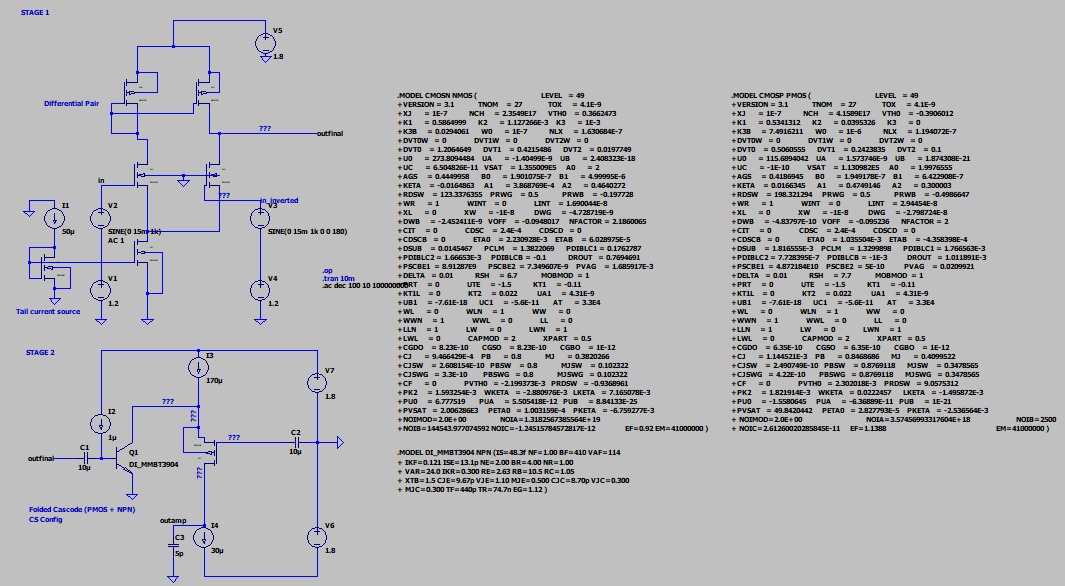 STAGE 1
V5
1.8
Differential Pair
???
outfinal
in
???
in_inverted
I1
50µ
V2
SINE(0 15m 1k)
AC 1
V3
SINE(0 15m 1k 0 0 180)
V1
1.2
V4
1.2
.op
.tran 10m
Tail current source
STAGE 2
I3
170µ
V7
1.8
???
???
I2
1µ
???
C2
10µ
outfinal
C1
10µ
Q1
DI_MMBT3904
???
Folded Cascode (PMOS + NPN)
CS Config
outamp
I4
30µ
C3
5p
V6
1.8
.MODEL CMOSN NMOS ( LEVEL = 49
+VERSION = 3.1 TNOM = 27 TOX = 4.1E-9
+XJ = 1E-7 NCH = 2.3549E17 VTH0 = 0.3662473
+K1 = 0.5864999 K2 = 1.127266E-3 K3 = 1E-3
+K3B = 0.0294061 W0 = 1E-7 NLX = 1.630684E-7
+DVT0W = 0 DVT1W = 0 DVT2W = 0
+DVT0 = 1.2064649 DVT1 = 0.4215486 DVT2 = 0.0197749
+U0 = 273.8094484 UA = -1.40499E-9 UB = 2.408323E-18
+UC = 6.504826E-11 VSAT = 1.355009E5 A0 = 2
+AGS = 0.4449958 B0 = 1.901075E-7 B1 = 4.99995E-6
+KETA = -0.0164863 A1 = 3.868769E-4 A2 = 0.4640272
+RDSW = 123.3376355 PRWG = 0.5 PRWB = -0.197728
+WR = 1 WINT = 0 LINT = 1.690044E-8
+XL = 0 XW = -1E-8 DWG = -4.728719E-9
+DWB = -2.452411E-9 VOFF = -0.0948017 NFACTOR = 2.1860065
+CIT = 0 CDSC = 2.4E-4 CDSCD = 0
+CDSCB = 0 ETA0 = 2.230928E-3 ETAB = 6.028975E-5
+DSUB = 0.0145467 PCLM = 1.3822069 PDIBLC1 = 0.1762787
+PDIBLC2 = 1.66653E-3 PDIBLCB = -0.1 DROUT = 0.7694691
+PSCBE1 = 8.91287E9 PSCBE2 = 7.349607E-9 PVAG = 1.685917E-3
+DELTA = 0.01 RSH = 6.7 MOBMOD = 1
= 0 UTE = -1.5 KT1 = -0.11
+KT1L = 0 KT2 = 0.022 UA1 = 4.31E-9
+UB1 = -7.61E-18 UC1 = -5.6E-11 AT = 3.3E4
+WL = 0 WLN = 1 WW = 0
+WWN = 1 WWL = 0 LL = 0
+LLN = 1 LW = 0 LWN = 1
+LWL = 0 CAPMOD = 2 XPART = 0.5
+CGDO = 8.23E-10 CGSO = 8.23E-10 CGBO = 1E-12
+CJ = 9.466429E-4 PB = 0.8 MJ = 0.3820266
+CJSW = 2.608154E-10 PBSW = 0.8 MJSW = 0.102322
+CJSWG = 3.3E-10 PBSWG = 0.8 MJSWG = 0.102322
+CF = 0 PVTH0 = -2.199373E-3 PRDSW = -0.9368961
+PK2 = 1.593254E-3 WKETA = -2.880976E-3 LKETA = 7.165078E-3
+PU0 = 6.777519 PUA = 5.505418E-12 PUB = 8.84133E-25
+PVSAT = 2.006286E3 PETA0 = 1.003159E-4 PKETA = -6.759277E-3
+NOIMOD=2.0E+00 NOIA=1.3182567385564E+19
+NOIB=144543.977074592 NOIC=-1.24515784572817E-12 EF=0.92 EM=41000000 )
.MODEL CMOSP PMOS ( LEVEL = 49
+VERSION = 3.1 TNOM = 27 TOX = 4.1E-9
+XJ = 1E-7 NCH = 4.1589E17 VTH0 = -0.3906012
+K1 = 0.5341312 K2 = 0.0395326 K3 = 0
+K3B = 7.4916211 W0 = 1E-6 NLX = 1.194072E-7
+DVT0W = 0 DVT1W = 0 DVT2W = 0
+DVT0 = 0.5060555 DVT1 = 0.2423835 DVT2 = 0.1
+U0 = 115.6894042 UA = 1.573746E-9 UB = 1.874308E-21
+UC = -1E-10 VSAT = 1.130982E5 A0 = 1.9976555
+AGS = 0.4186945 B0 = 1.949178E-7 B1 = 6.422908E-7
+KETA = 0.0166345 A1 = 0.4749146 A2 = 0.300003
+RDSW = 198.321294 PRWG = 0.5 PRWB = -0.4986647
+WR = 1 WINT = 0 LINT = 2.94454E-8
+XL = 0 XW = -1E-8 DWG = -2.798724E-8
+DWB = -4.83797E-10 VOFF = -0.095236 NFACTOR = 2
+CIT = 0 CDSC = 2.4E-4 CDSCD = 0
+CDSCB = 0 ETA0 = 1.035504E-3 ETAB = -4.358398E-4
+DSUB = 1.816555E-3 PCLM = 1.3299898 PDIBLC1 = 1.766563E-3
+PDIBLC2 = 7.728395E-7 PDIBLCB = -1E-3 DROUT = 1.011891E-3
+PSCBE1 = 4.872184E10 PSCBE2 = 5E-10 PVAG = 0.0209921
+DELTA = 0.01 RSH = 7.7 MOBMOD = 1
+PRT = 0 UTE = -1.5 KT1 = -0.11
+KT1L = 0 KT2 = 0.022 UA1 = 4.31E-9
+UB1 = -7.61E-18 UC1 = -5.6E-11 AT = 3.3E4
+WL = 0 WLN = 1 WW = 0
+WWN = 1 WWL = 0 LL = 0
+LLN = 1 LW = 0 LWN = 1
+LWL = 0 CAPMOD = 2 XPART = 0.5
+CGDO = 6.35E-10 CGSO = 6.35E-10 CGBO = 1E-12
+CJ = 1.144521E-3 PB = 0.8468686 MJ = 0.4099522
+CJSW = 2.490749E-10 PBSW = 0.8769118 MJSW = 0.3478565
+CJSWG = 4.22E-10 PBSWG = 0.8769118 MJSWG = 0.3478565
+CF = 0 PVTH0 = 2.302018E-3 PRDSW = 9.0575312
+PK2 = 1.821914E-3 WKETA = 0.0222457 LKETA = -1.495872E-3
+PU0 = -1.5580645 PUA = -6.36889E-11 PUB = 1E-21
+PVSAT = 49.8420442 PETA0 = 2.827793E-5 PKETA = -2.536564E-3
+NOIMOD=2.0E+00 NOIA=3.57456993317604E+18 NOIB=2500
+ NOIC=2.61260020285845E-11 EF=1.1388 EM=41000000 )
.MODEL DI_MMBT3904 NPN (IS=48.3f NF=1.00 BF=410 VAF=114
+ IKF=0.121 ISE=13.1p NE=2.00 BR=4.00 NR=1.00
+ VAR=24.0 IKR=0.300 RE=2.63 RB=10.5 RC=1.05
+ XTB=1.5 CJE=9.67p VJE=1.10 MJE=0.500 CJC=8.70p VJC=0.300
+ MJC=0.300 TF=440p TR=74.7n EG=1.12 )